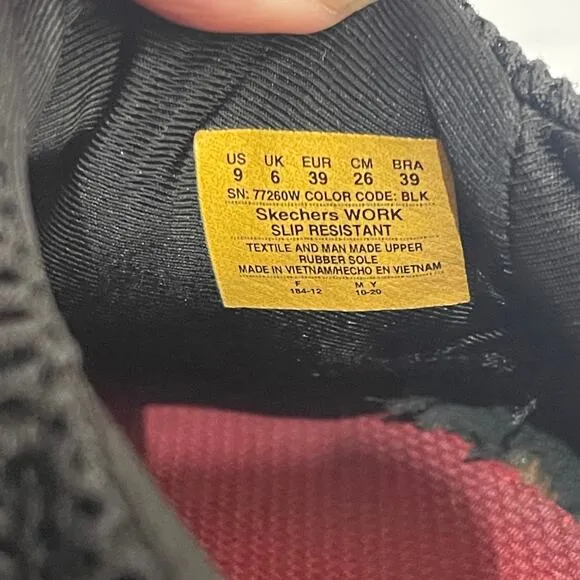 US UK EUR CM BRA
9 6 39 26 39
SN: 77260W COLOR CODE: BLK
Skechers WORK
SLIP RESISTANT
TEXTILE AND MAN MADE UPPER
RUBBER SOLE
MADE IN VIETNAM/HECHO EN VIETNAM
F M Y
184-12 10-20